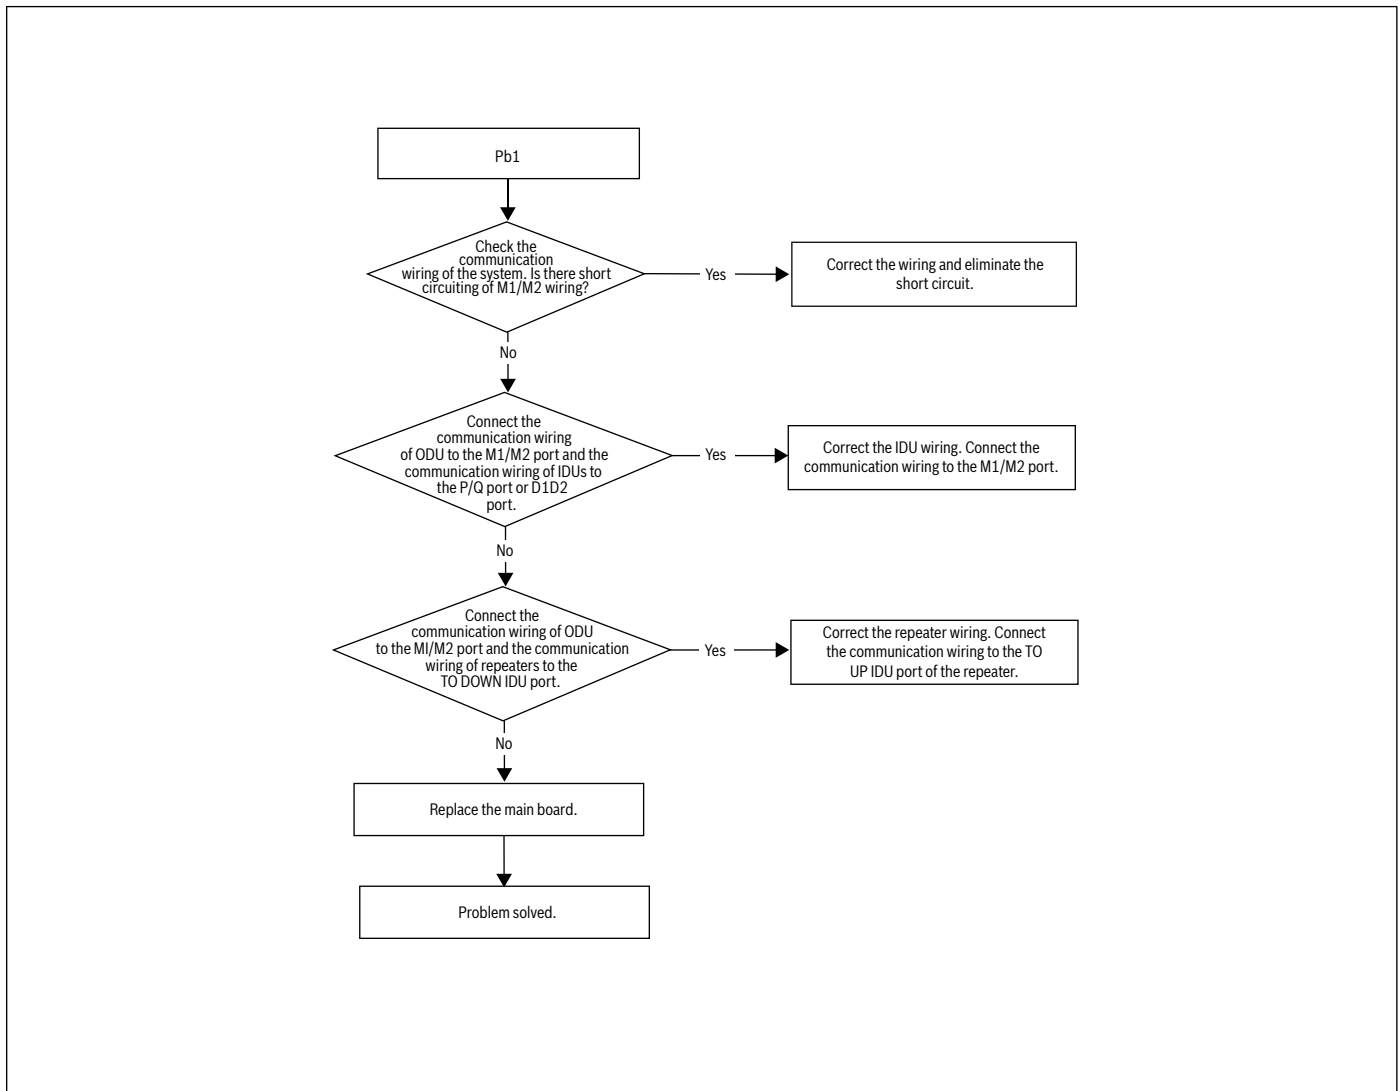 Pb1
Check the
communication
wiring of the system. Is there short
circuiting of M1/M2 wiring?
Yes
Correct the wiring and eliminate the
short circuit.
No
Connect the
communication wiring
of ODU to the M1/M2 port and the
communication wiring of IDUs to
the P/Q port or D1D2
port.
Yes
Correct the IDU wiring. Connect the
communication wiring to the M1/M2 port.
No
Connect the
communication wiring of ODU
to the MI/M2 port and the communication
wiring of repeaters to the
TO DOWN IDU port.
Yes
Correct the repeater wiring. Connect
the communication wiring to the TO
UP IDU port of the repeater.
No
Replace the main board.
Problem solved.